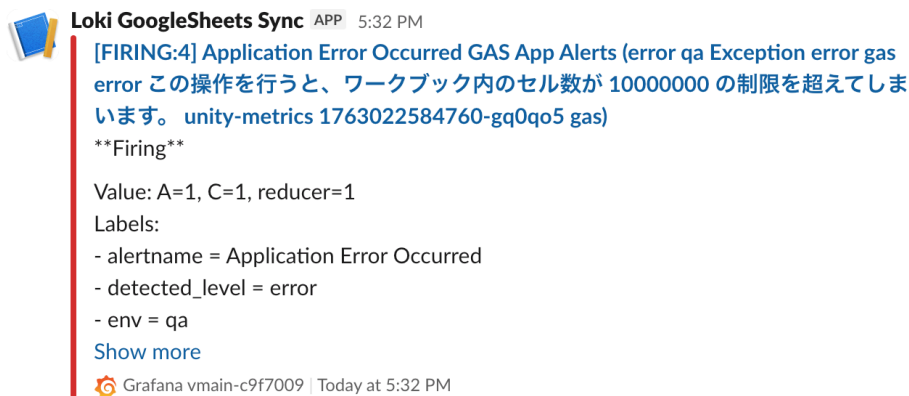 Loki GoogleSheets Sync APP 5:32 PM
[FIRING:4] Application Error Occurred GAS App Alerts (error qa Exception error gas
error この操作を行うと、ワークブック内のセル数が 10000000 の制限を超えてしま
います。 unity-metrics 1763022584760-gq0qo5 gas)
**Firing**
Value: A=1, C=1, reducer=1
Labels:
- alertname = Application Error Occurred
- detected_level = error
- env = qa
Show more
Grafana vmain-c9f7009 | Today at 5:32 PM